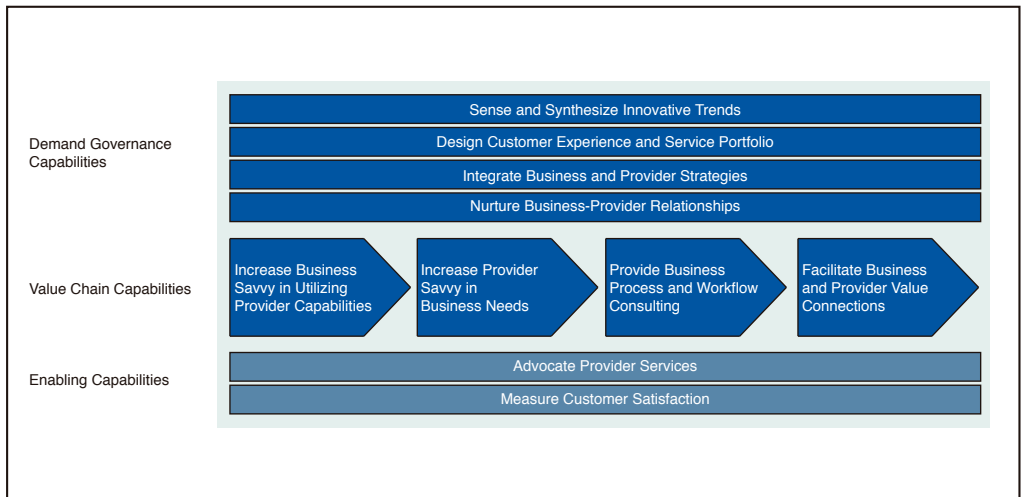 Demand Governance
Capabilities
Sense and Synthesize Innovative Trends
Design Customer Experience and Service Portfolio
Integrate Business and Provider Strategies
Nurture Business-Provider Relationships
Value Chain Capabilities
Increase Business
Savvy in Utilizing
Provider Capabilities
Increase Provider
Savvy in
Business Needs
Provide Business
Process and Workflow
Consulting
Facilitate Business
and Provider Value
Connections
Enabling Capabilities
Advocate Provider Services
Measure Customer Satisfaction